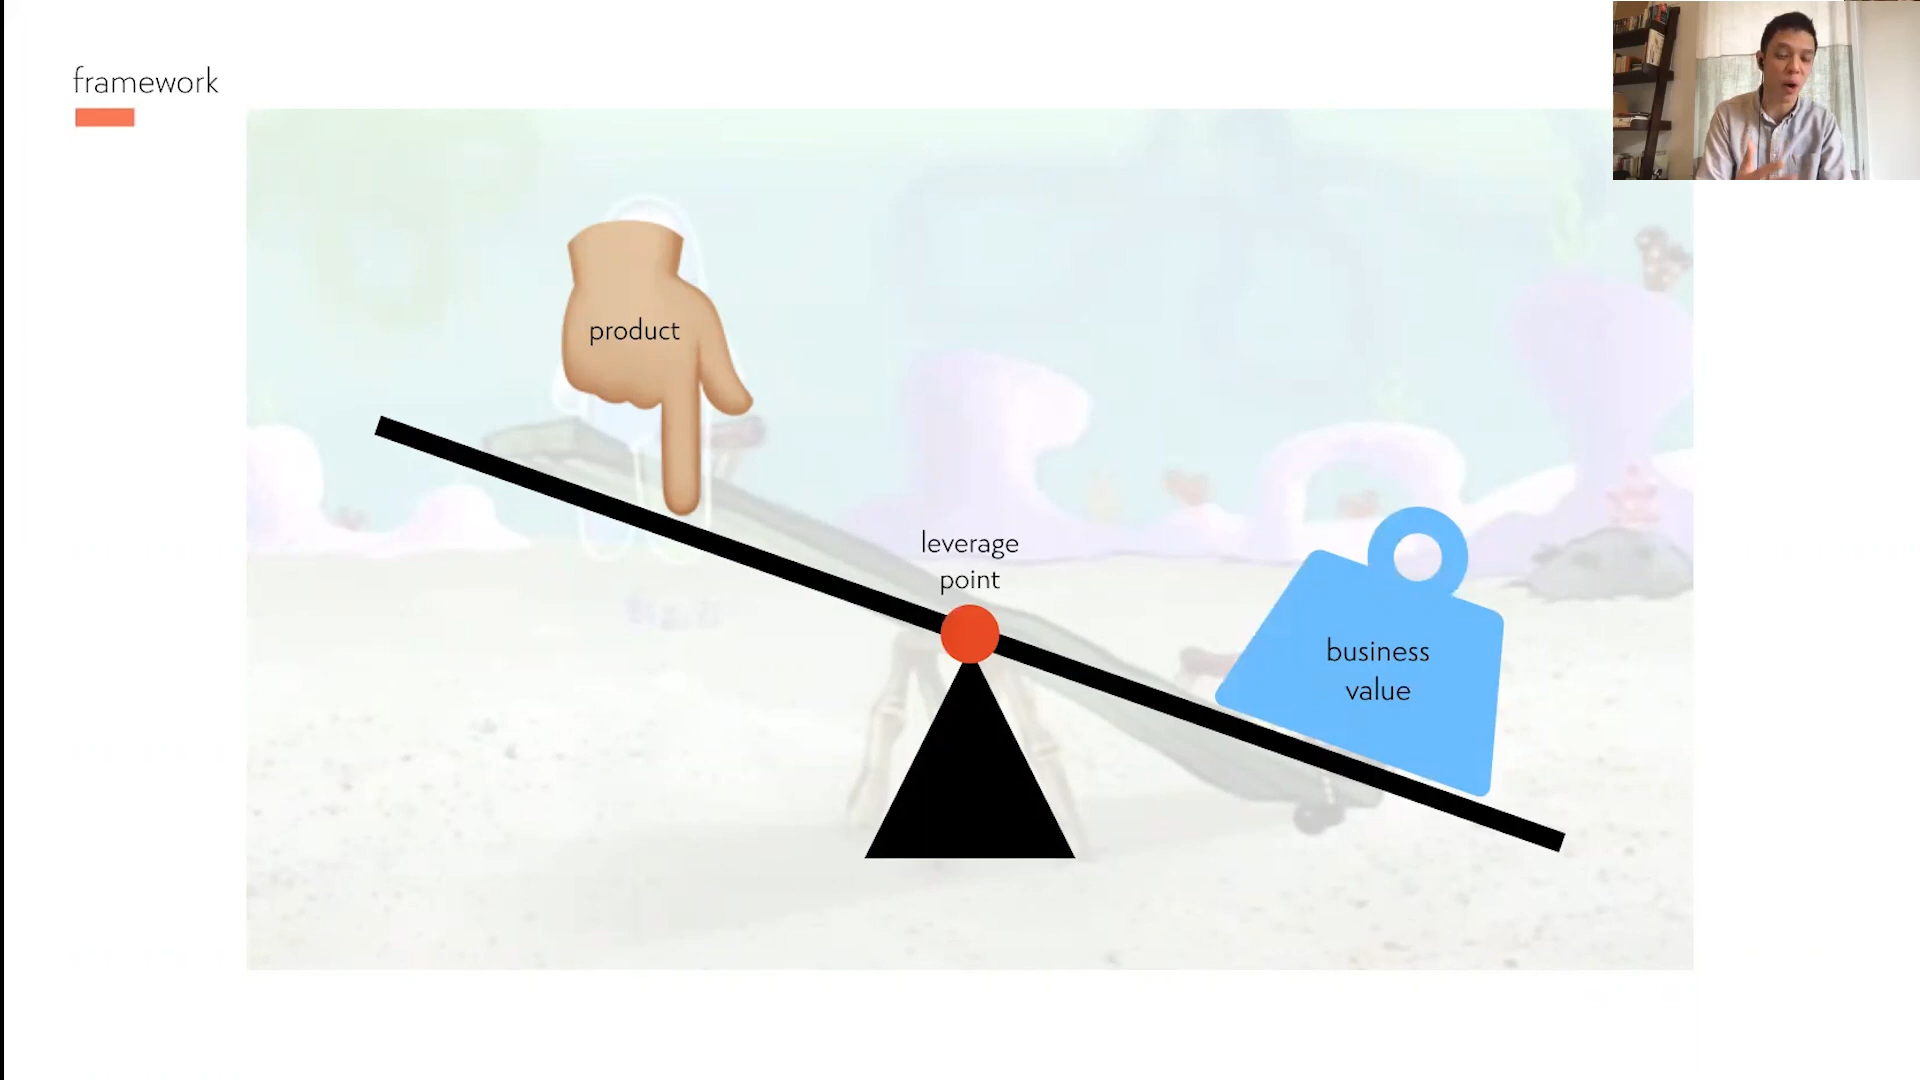 framework
product
leverage
point
business
value